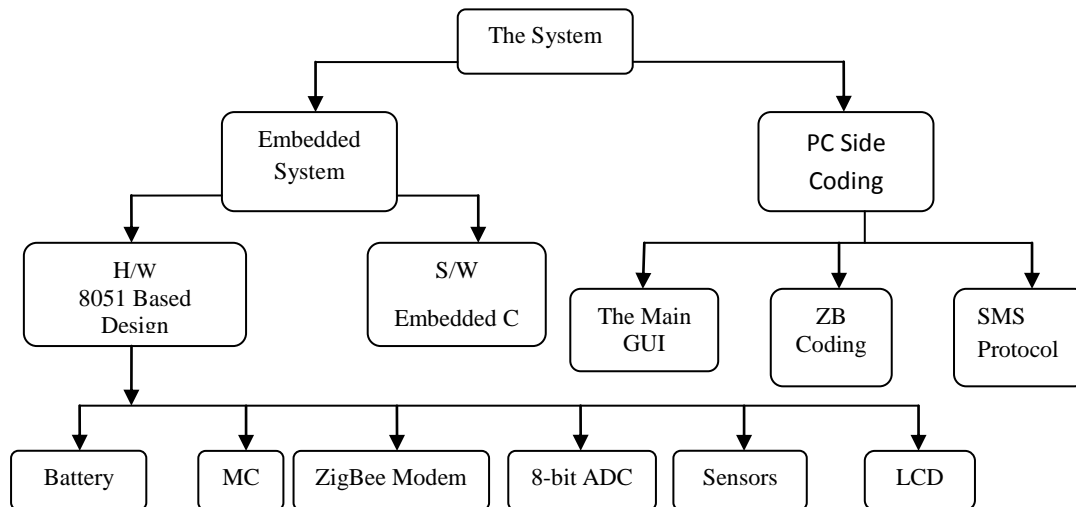 The System
Embedded
System
PC Side
Coding
H/W
8051 Based
Design
S/W
Embedded C
The Main
GUI
ZB
Coding
SMS
Protocol
Battery
MC
ZigBee Modem
8-bit ADC
Sensors
LCD